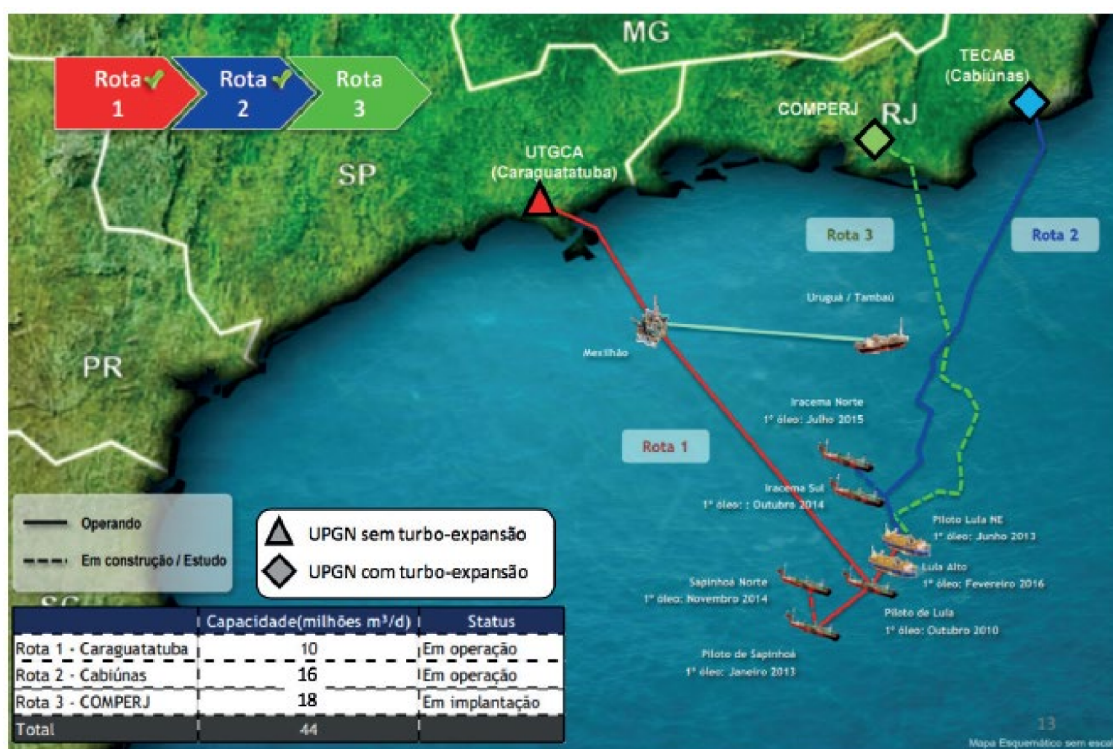 MG
Rota
1
Rota
2
Rota
3
TECAB
(Cabiúnas)
COMPERJ
RJ
UTGCA
(Caraguatatuba)
SP
Rota 3
Rota 2
Uruguá / Tambaú
Mexilhão
PR
Iracema Norte
1º óleo: Julho 2015
Rota 1
Iracema Sul
1º óleo: : Outubro 2014
Operando
Em construção / Estudo
UPGN sem turbo-expansão
UPGN com turbo-expansão
Piloto Lula NE
1º óleo: Junho 2013
Lula Alto
1º óleo: Fevereiro 2016
Sapinhoá Norte
1º óleo: Novembro 2014
Piloto de Lula
1º óleo: Outubro 2010
Piloto de Sapinhoá
1º óleo: Janeiro 2013
SC
Capacidade(milhões m³/d) Status
Rota 1 - Caraguatatuba 10 Em operação
Rota 2 - Cabiúnas 16 Em operação
Rota 3 - COMPERJ 18 Em implantação
Total 44
13
Mapa Esquemático sem esc